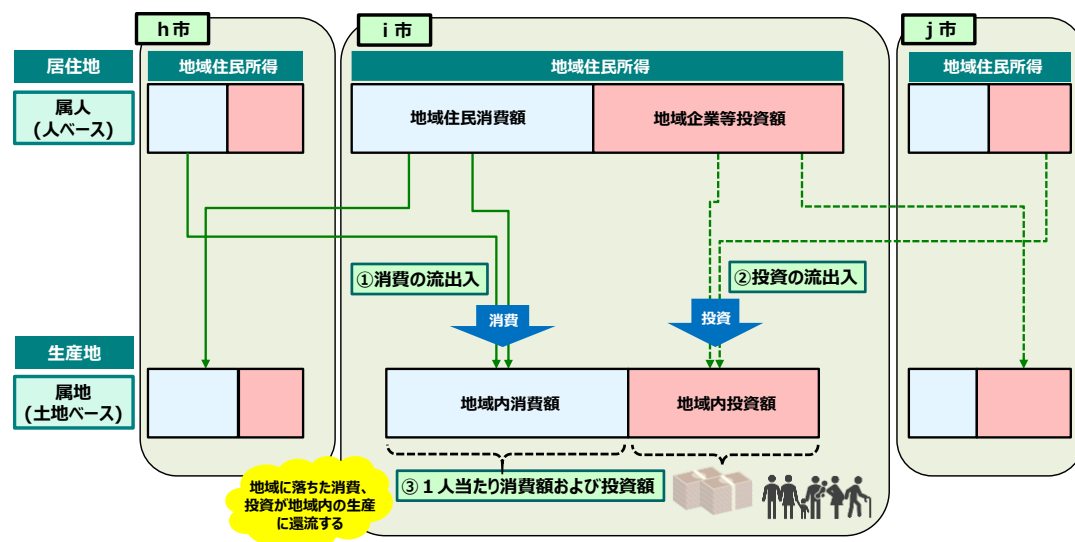 h市
i市
j市
居住地
地域住民所得
地域住民所得
地域住民所得
属人
(人ベース)
地域住民消費額
地域企業等投資額
①消費の流出入
②投資の流出入
消費
投資
生産地
属地
(土地ベース)
地域内消費額
地域内投資額
③１人当たり消費額および投資額
地域に落ちた消費、
投資が地域内の生産
に還流する